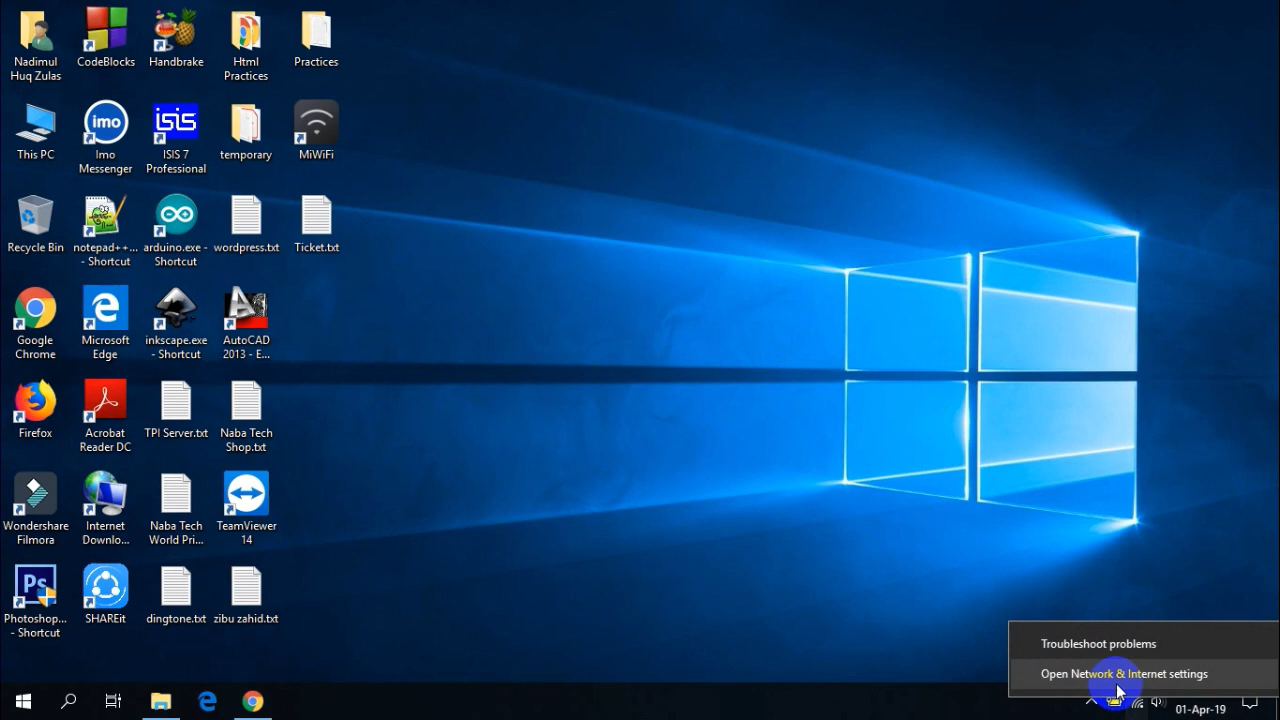 Nadimul
Huq Zulas
CodeBlocks
Handbrake
Html
Practices
Practices
This PC
imo
Imo
Messenger
isis
ISIS 7
Professional
temporary
MiWiFi
Recycle Bin
notepad++...
- Shortcut
arduino.exe -
Shortcut
wordpress.txt
Ticket.txt
Google
Chrome
Microsoft
Edge
inkscape.exe
- Shortcut
AutoCAD
2013 - E...
Firefox
Acrobat
Reader DC
TPI Server.txt
Naba Tech
Shop.txt
Wondershare
Filmora
Internet
Downlo...
Naba Tech
World Pri...
TeamViewer
14
Ps
Photoshop...
- Shortcut
SHAREit
dingtone.txt
zibu zahid.txt
Troubleshoot problems
Open Network & Internet settings
01-Apr-19